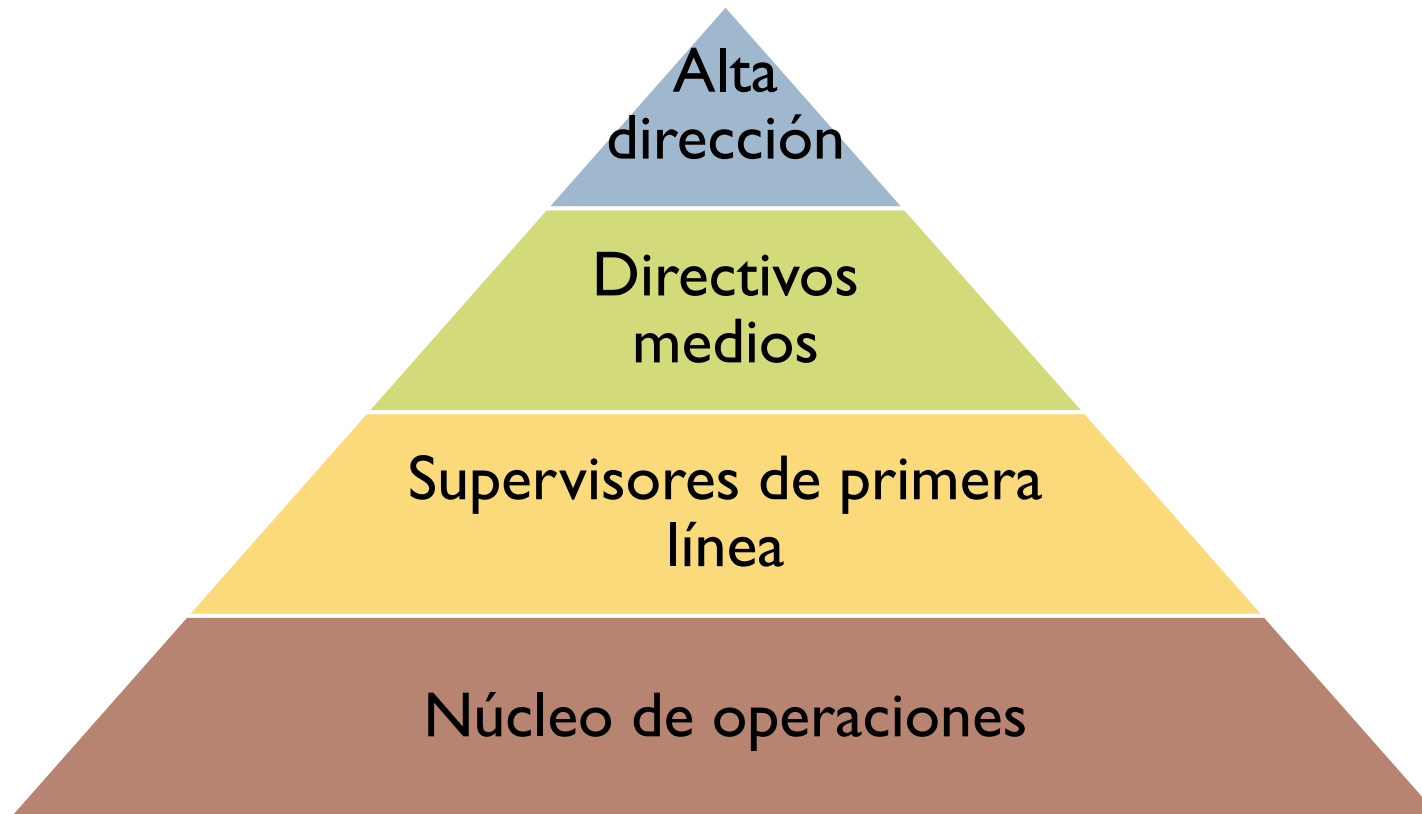 Alta
dirección
Directivos
medios
Supervisores de primera
línea
Núcleo de operaciones